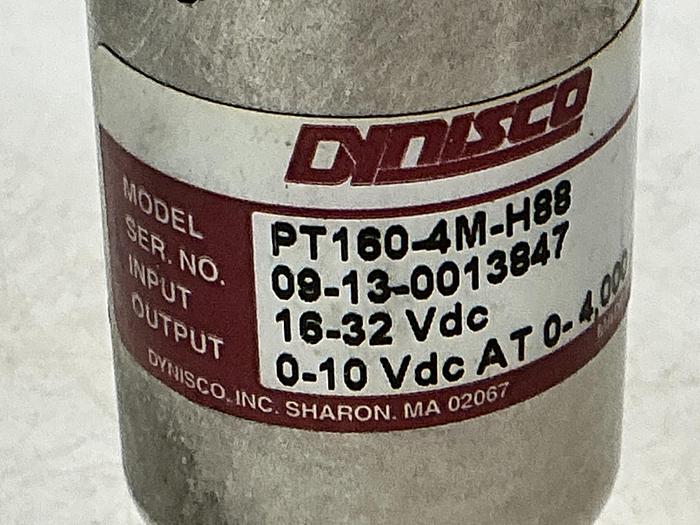 DYNISCO
MODEL PT160-4M-H88
SER. NO. 09-13-0013847
INPUT 16-32 Vdc
OUTPUT 0-10 Vdc AT 0-4,000
DYNISCO, INC. SHARON, MA 02067